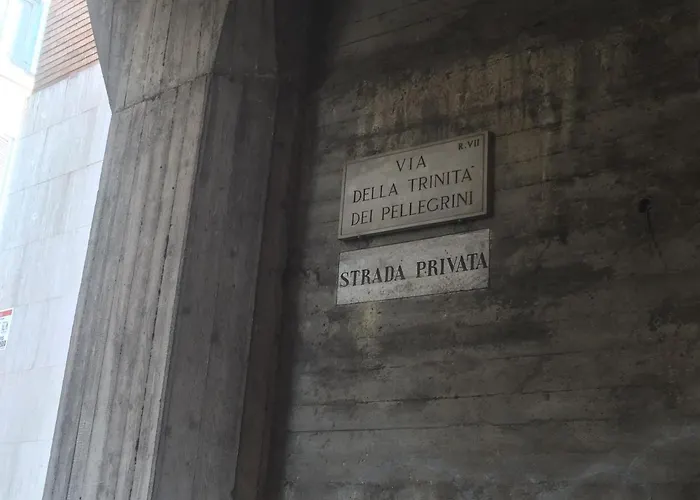 R. VII
VIA
DELLA TRINITA'
DEI PELLEGRINI
STRADA PRIVATA